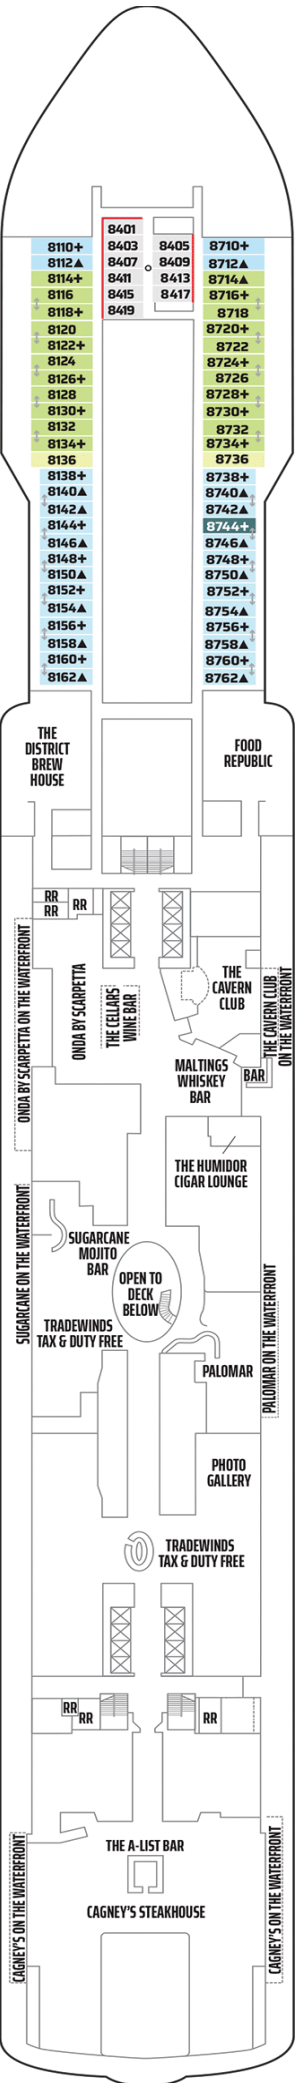 8401
8403 8405
8407 8409
8411 8413
8415 8417
8419
8110+ 8710+
8112▲ 8712▲
8114+ 8714▲
8116 8716+
8118+ 8718
8120 8720+
8122+ 8722
8124 8724+
8126+ 8726
8128 8728+
8130+ 8730+
8132 8732
8134+ 8734+
8136 8736
8138+ 8738+
8140▲ 8740▲
8142▲ 8742▲
8144+ 8744+
8146▲ 8746▲
8148+ 8748+
8150▲ 8750▲
8152+ 8752+
8154▲ 8754▲
8156+ 8756+
8158▲ 8758▲
8160+ 8760+
8162▲ 8762▲
THE
DISTRICT
BREW
HOUSE
FOOD
REPUBLIC
RR
RR
RR
ONDA BY SCARPETTA ON THE WATERFRONT
ONDA BY SCARPETTA
THE CELLARS
WINE BAR
THE
CAVERN
CLUB
THE CAVERN CLUB
ON THE WATERFRONT
MALTINGS
WHISKEY
BAR
BAR
THE HUMIDOR
CIGAR LOUNGE
SUGARCANE ON THE WATERFRONT
SUGARCANE
MOJITO
BAR
OPEN TO
DECK
BELOW
TRADEWINDS
TAX & DUTY FREE
PALOMAR ON THE WATERFRONT
PALOMAR
PHOTO
GALLERY
TRADEWINDS
TAX & DUTY FREE
RR
RR
RR
THE A-LIST BAR
CAGNEY'S STEAKHOUSE
CAGNEY'S ON THE WATERFRONT
CAGNEY'S ON THE WATERFRONT